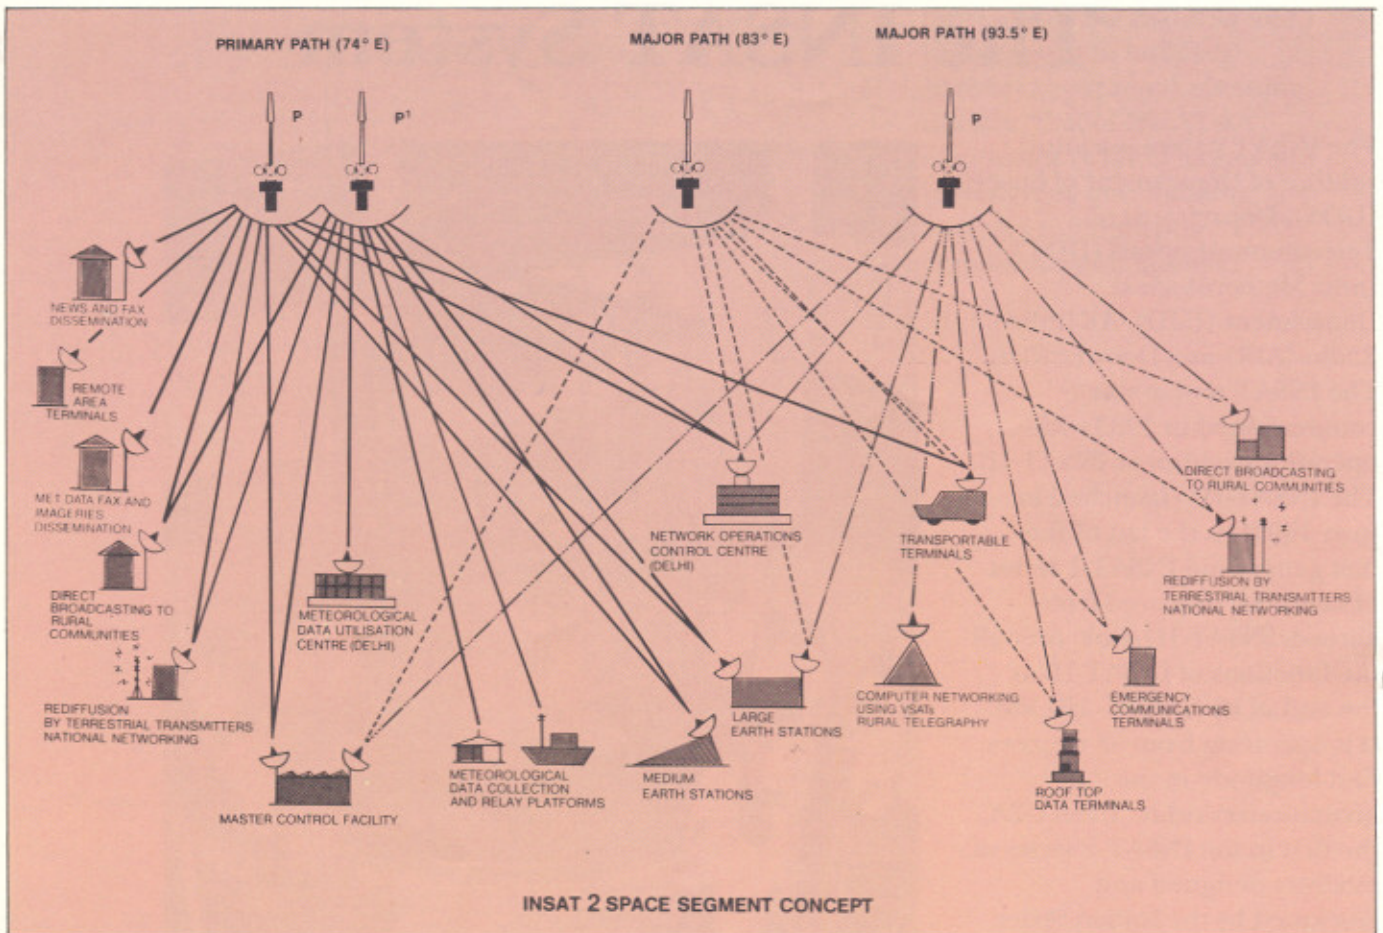 PRIMARY PATH (74° E)
MAJOR PATH (83° E)
MAJOR PATH (93.5° E)
P
P¹
P
NEWS AND FAX
DISSEMINATION
REMOTE
AREA
TERMINALS
MET DATA FAX AND
IMAGERIES
DISSEMINATION
DIRECT
BROADCASTING TO
RURAL
COMMUNITIES
REDIFFUSION
BY TERRESTRIAL TRANSMITTERS
NATIONAL NETWORKING
METEOROLOGICAL
DATA UTILISATION
CENTRE (DELHI)
MASTER CONTROL FACILITY
METEOROLOGICAL
DATA COLLECTION
AND RELAY PLATFORMS
MEDIUM
EARTH STATIONS
LARGE
EARTH STATIONS
NETWORK OPERATIONS
CONTROL CENTRE
(DELHI)
TRANSPORTABLE
TERMINALS
COMPUTER NETWORKING
USING VSATs
RURAL TELEGRAPHY
ROOF TOP
DATA TERMINALS
EMERGENCY
COMMUNICATIONS
TERMINALS
DIRECT BROADCASTING
TO RURAL COMMUNITIES
REDIFFUSION BY
TERRESTRIAL TRANSMITTERS
NATIONAL NETWORKING
INSAT 2 SPACE SEGMENT CONCEPT